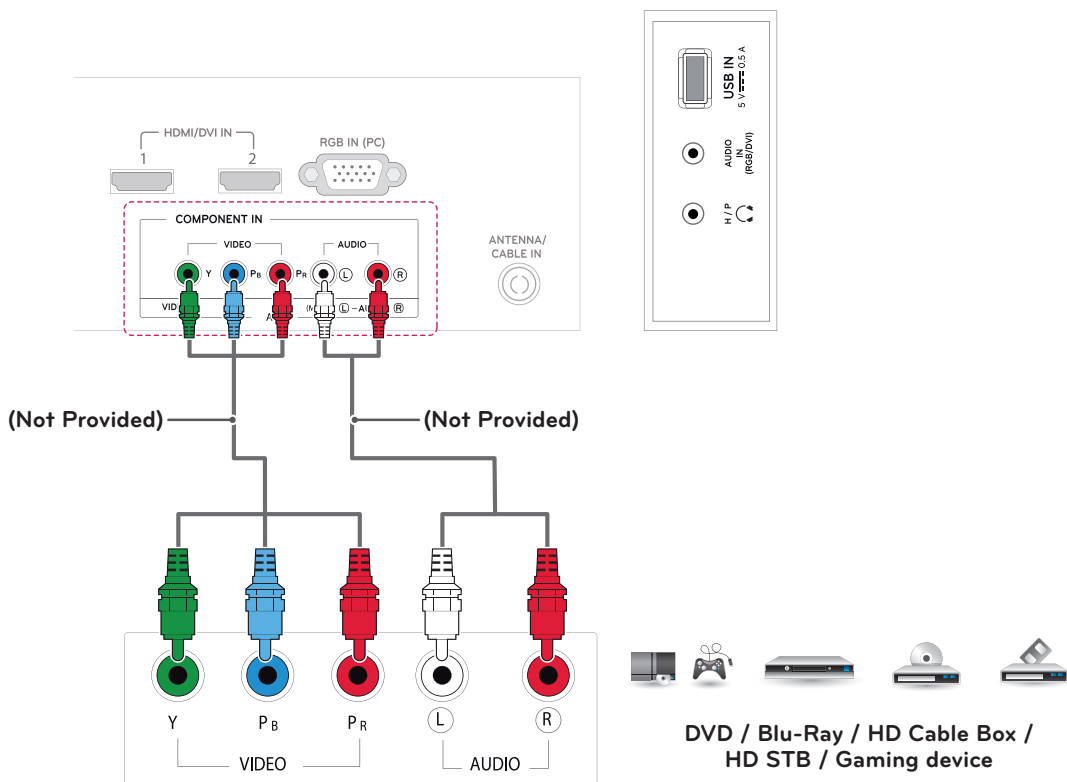 HDMI/DVI IN
1 2
RGB IN (PC)
COMPONENT IN
VIDEO AUDIO
Y PB PR L R
VID A (M L - AU R
ANTENNA/
CABLE IN
USB IN
5 V 0.5 A
AUDIO
IN
(RGB/DVI)
H / P
(Not Provided) (Not Provided)
Y PB PR L R
VIDEO AUDIO
DVD / Blu-Ray / HD Cable Box /
HD STB / Gaming device